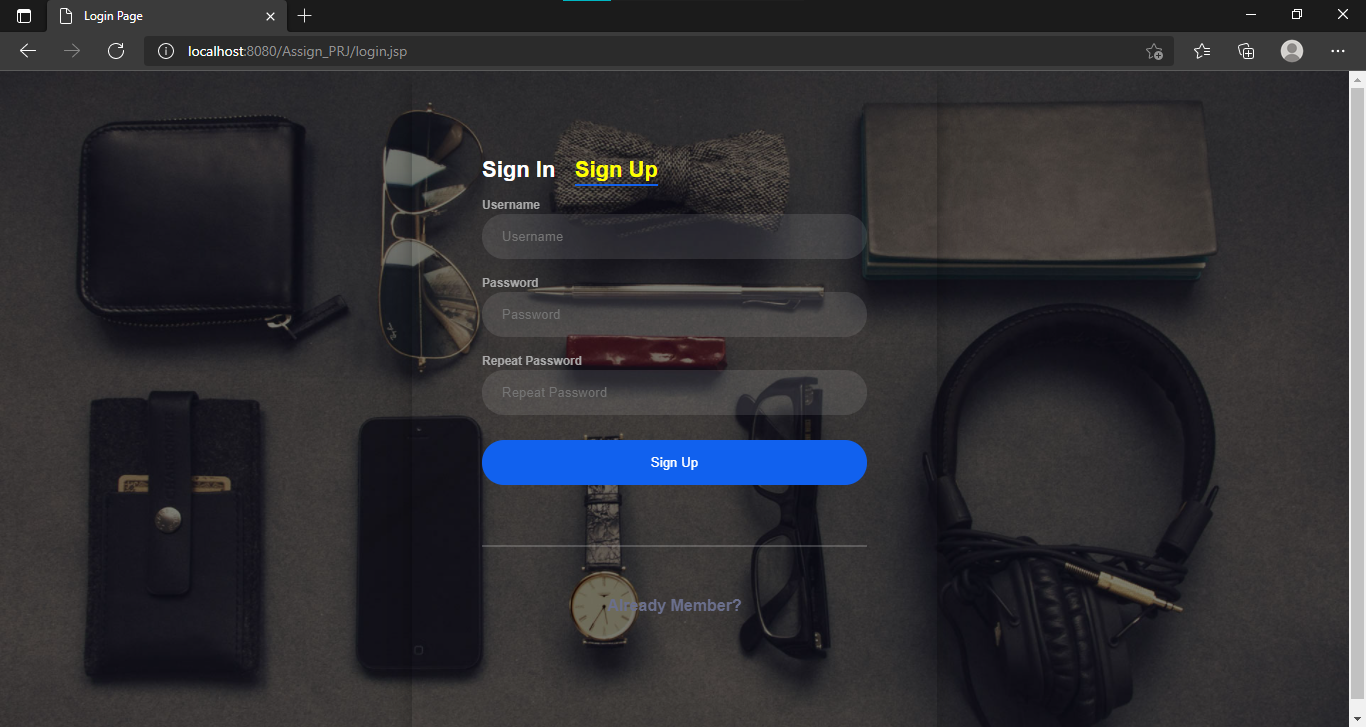 Login Page
localhost:8080/Assign_PRJ/login.jsp
Sign In Sign Up
Username
Username
Password
Password
Repeat Password
Repeat Password
Sign Up
Already Member?